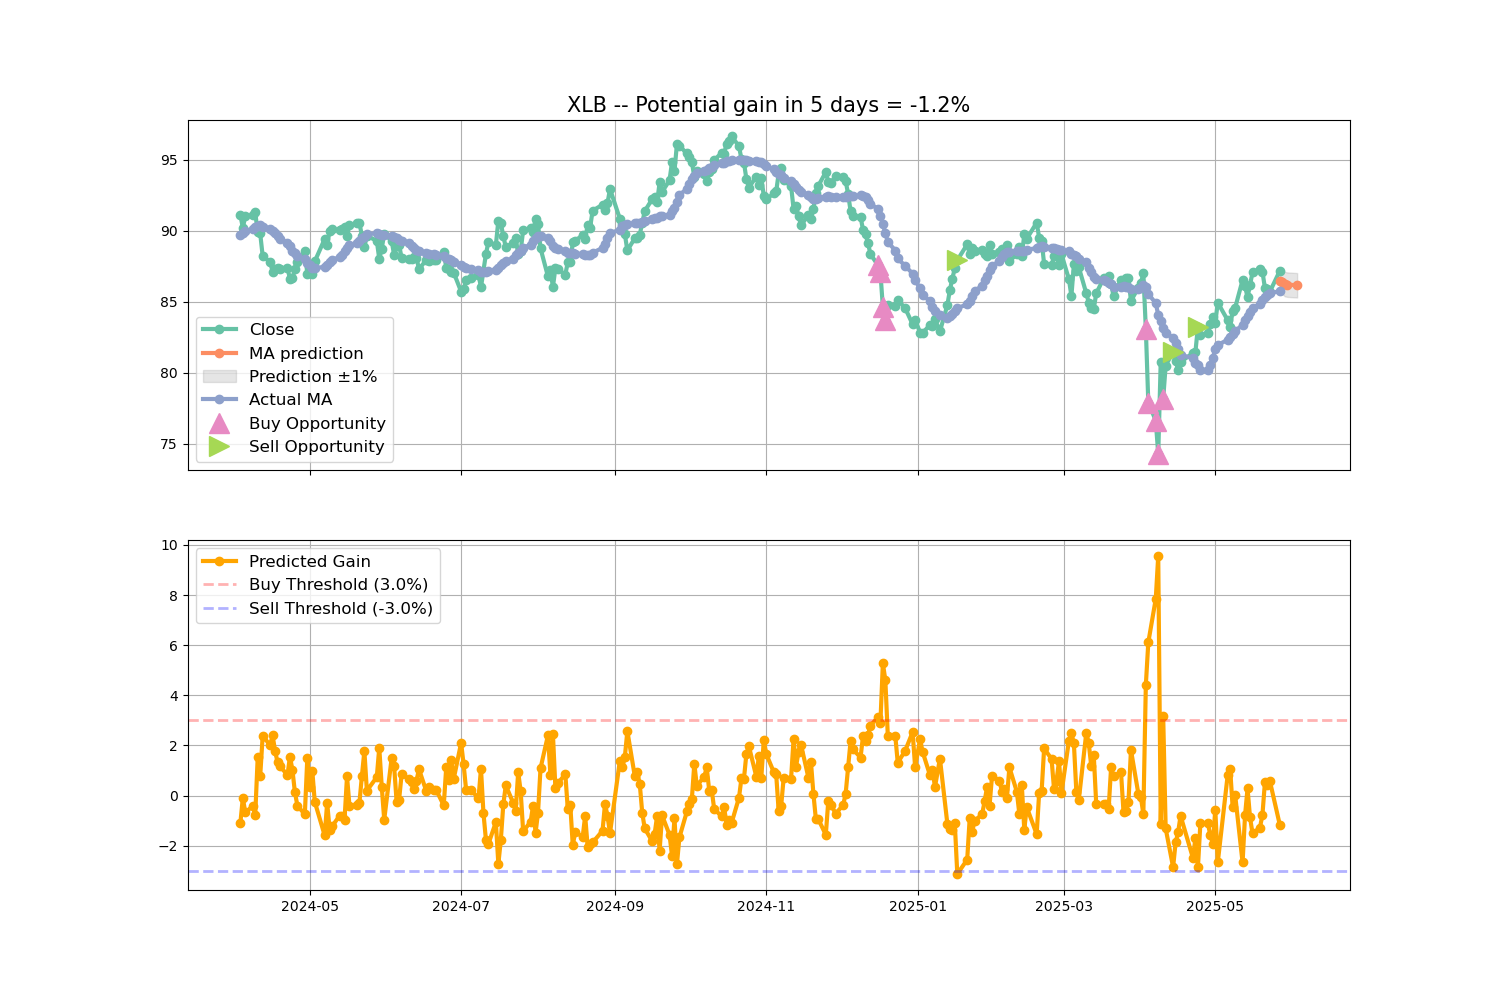 XLB -- Potential gain in 5 days = -1.2%
95
90
85
80
75
Close
MA prediction
Prediction ±1%
Actual MA
Buy Opportunity
Sell Opportunity
10
8
6
4
2
0
−2
Predicted Gain
Buy Threshold (3.0%)
Sell Threshold (-3.0%)
2024-05
2024-07
2024-09
2024-11
2025-01
2025-03
2025-05